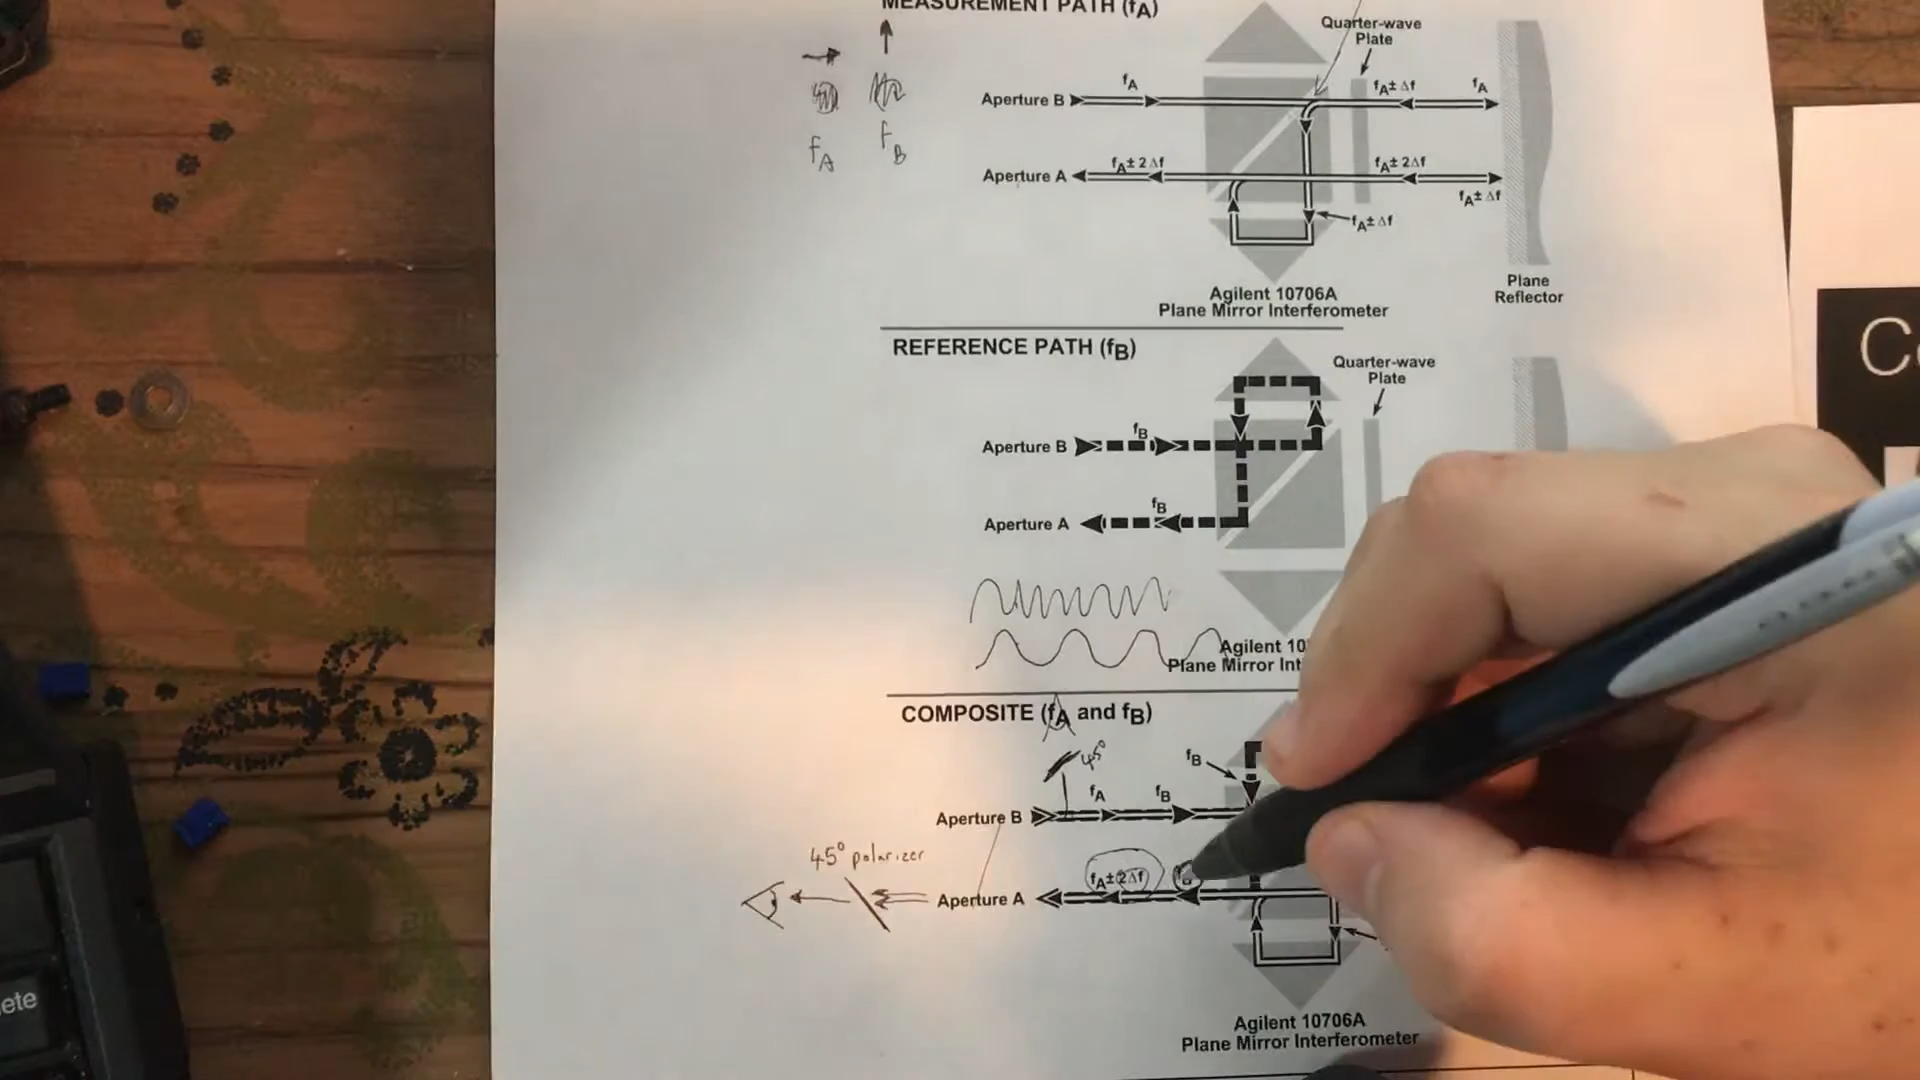 MEASUREMENT PATH (fA)
Quarter-wave
Plate
fA
fA± Δf
fA
Aperture B
fA
fB
fA± 2Δf
fA± 2Δf
Aperture A
fA± Δf
fA± Δf
Plane
Reflector
Agilent 10706A
Plane Mirror Interferometer
REFERENCE PATH (fB)
Quarter-wave
Plate
fB
Aperture B
fB
Aperture A
Agilent 10
Plane Mirror Int
COMPOSITE (fA and fB)
45°
fB
fA
fB
Aperture B
45° polarizer
fA±2Δf
Aperture A
Agilent 10706A
Plane Mirror Interferometer
C
ete